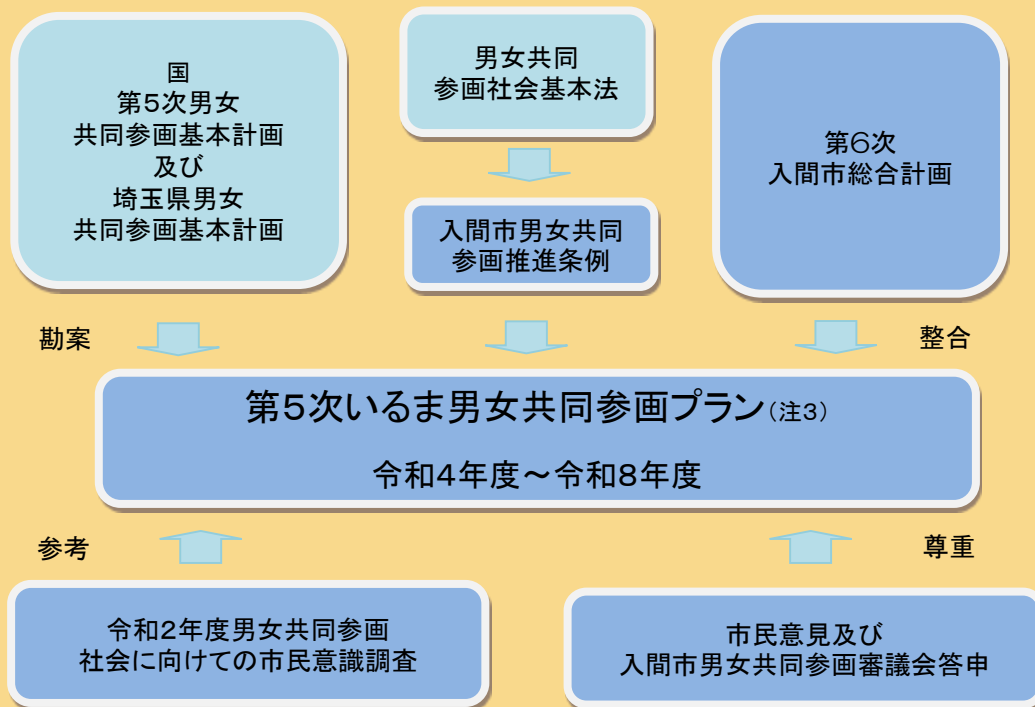 国
第5次男女
共同参画基本計画
及び
埼玉県男女
共同参画基本計画
男女共同
参画社会基本法
入間市男女共同
参画推進条例
第6次
入間市総合計画
勘案
整合
第5次いるま男女共同参画プラン（注3）
令和4年度～令和8年度
参考
尊重
令和2年度男女共同参画
社会に向けての市民意識調査
市民意見及び
入間市男女共同参画審議会答申